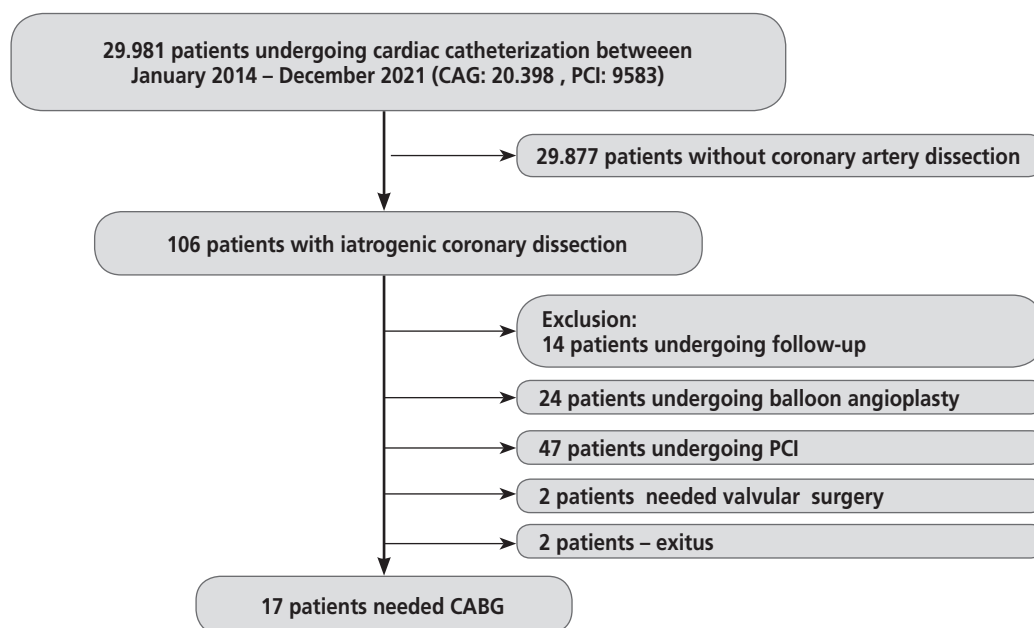 29.981 patients undergoing cardiac catheterization betweeen
January 2014 – December 2021 (CAG: 20.398 , PCI: 9583)
29.877 patients without coronary artery dissection
106 patients with iatrogenic coronary dissection
Exclusion:
14 patients undergoing follow-up
24 patients undergoing balloon angioplasty
47 patients undergoing PCI
2 patients  needed valvular  surgery
2 patients – exitus
17 patients needed CABG